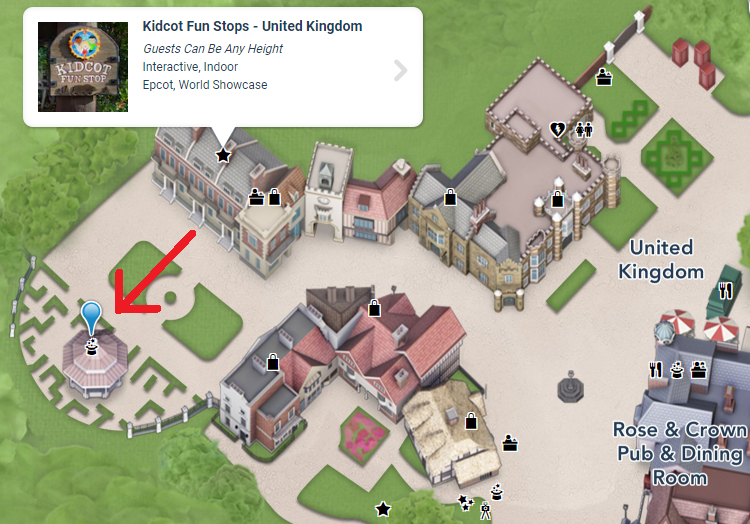 Kidcot Fun Stops - United Kingdom
Guests Can Be Any Height
Interactive, Indoor
Epcot, World Showcase
KIDCOT
FUN STOP
United
Kingdom
Rose & Crown
Pub & Dining
Room